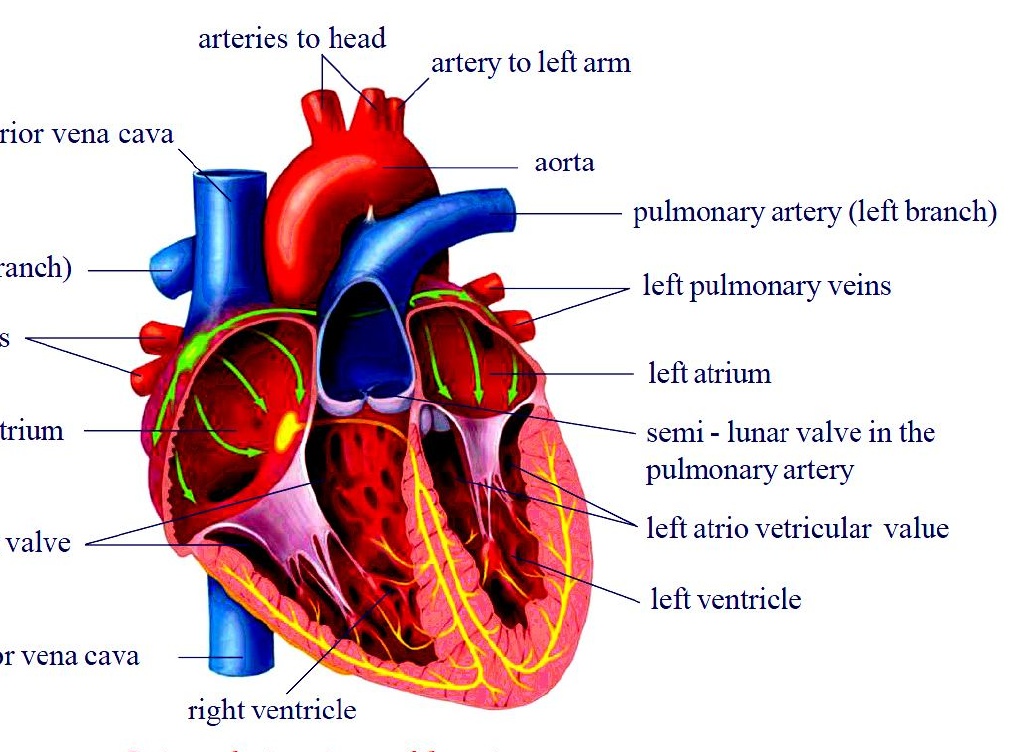 arteries to head
artery to left arm
rior vena cava
aorta
pulmonary artery (left branch)
ranch)
left pulmonary veins
s
left atrium
trium
semi - lunar valve in the
pulmonary artery
left atrio vetricular value
valve
left ventricle
or vena cava
right ventricle